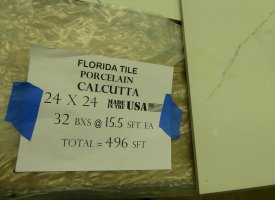 FLORIDA TILE
PORCELAIN
CALCUTTA
24 X 24 MADE IN THE USA
32 BXS @ 15.5 SFT. EA
TOTAL = 496 SFT